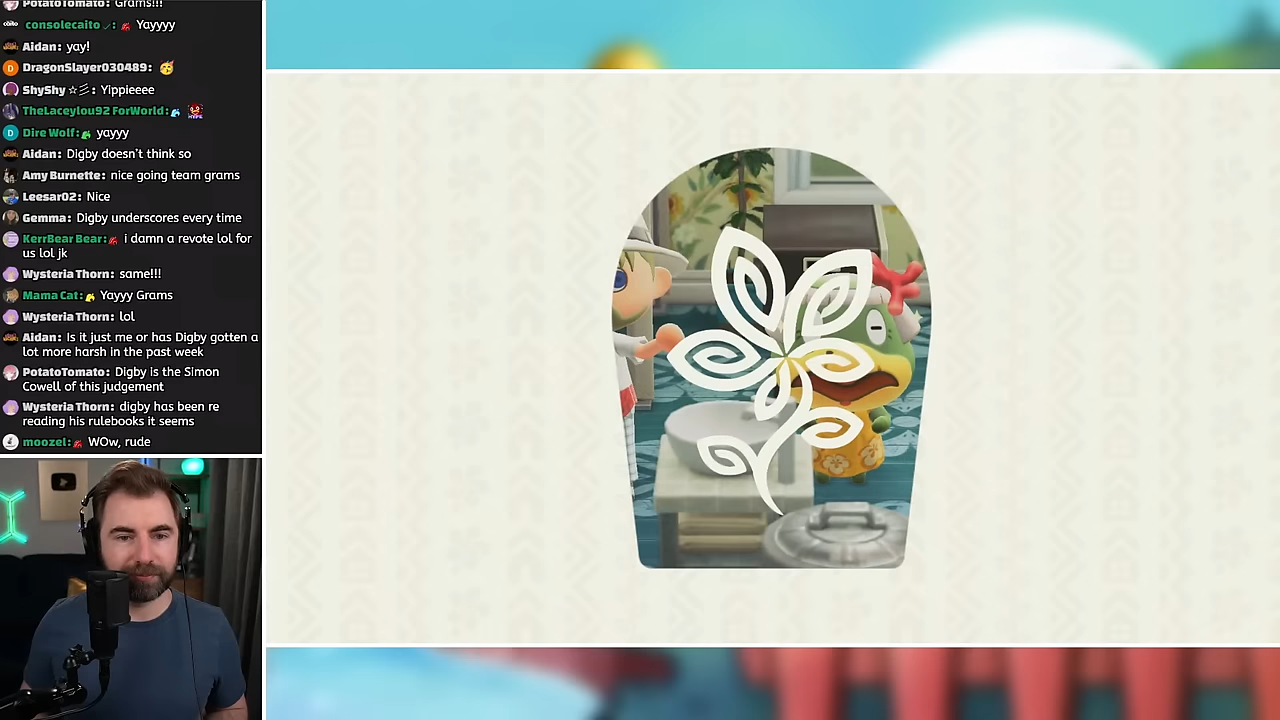 PotatoTomato: Grams!!!
consolecaito: Yayyyy
Aidan: yay!
DragonSlayer030489:
ShyShy ☆彡: Yippieeee
TheLaceylou92 ForWorld:
Dire Wolf: yayyy
Aidan: Digby doesn't think so
Amy Burnette: nice going team grams
Leesar02: Nice
Gemma: Digby underscores every time
KerrBear Bear: i damn a revote lol for
us lol jk
Wysteria Thorn: same!!!
Mama Cat: Yayyy Grams
Wysteria Thorn: lol
Aidan: Is it just me or has Digby gotten a
lot more harsh in the past week
PotatoTomato: Digby is the Simon
Cowell of this judgement
Wysteria Thorn: digby has been re
reading his rulebooks it seems
moozel: WOw, rude